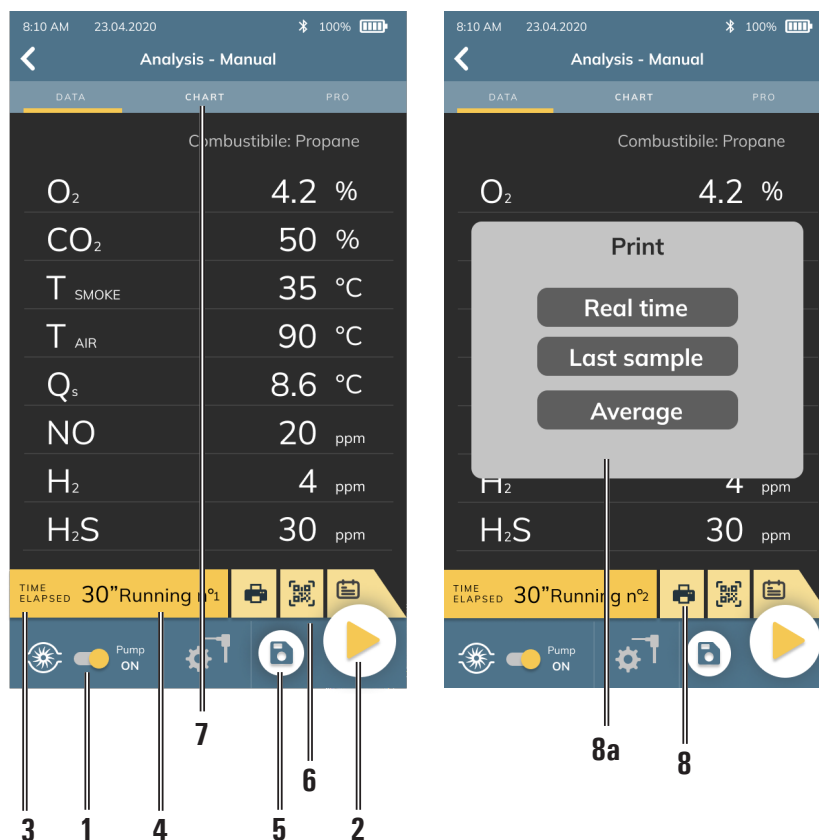 8:10 AM 23.04.2020 100%
Analysis - Manual
DATA CHART PRO
Combustibile: Propane
O₂ 4.2 %
CO₂ 50 %
T SMOKE 35 °C
T AIR 90 °C
Qs 8.6 °C
NO 20 ppm
H₂ 4 ppm
H₂S 30 ppm
TIME
ELAPSED 30” Running n°1
Pump
ON
7
6
3 1 4 5 2
8:10 AM 23.04.2020 100%
Analysis - Manual
DATA CHART PRO
Combustibile: Propane
O₂ 4.2 %
Print
Real time
Last sample
Average
H₂ 4 ppm
H₂S 30 ppm
TIME
ELAPSED 30” Running n°2
Pump
ON
8a 8